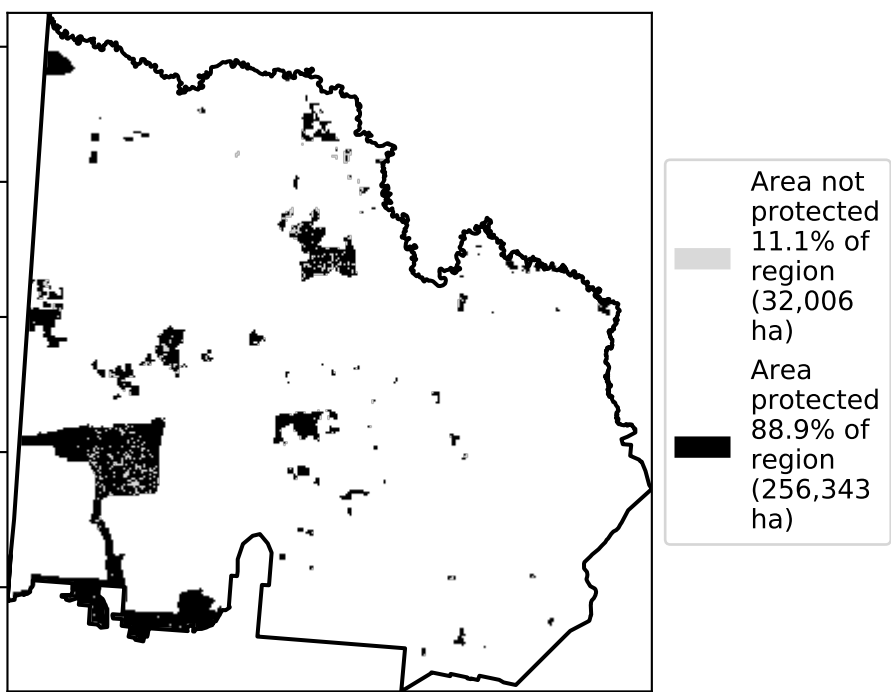 Area not
protected
11.1% of
region
(32,006
ha)
Area
protected
88.9% of
region
(256,343
ha)